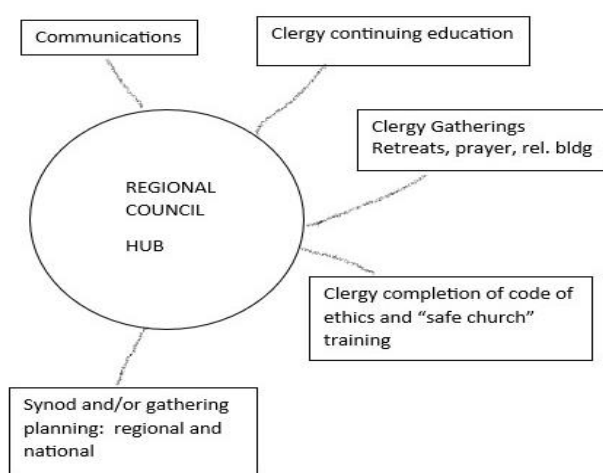 Communications
Clergy continuing education
Clergy Gatherings
Retreats, prayer, rel. bldg
REGIONAL
COUNCIL
HUB
Clergy completion of code of
ethics and “safe church”
training
Synod and/or gathering
planning:  regional and
national